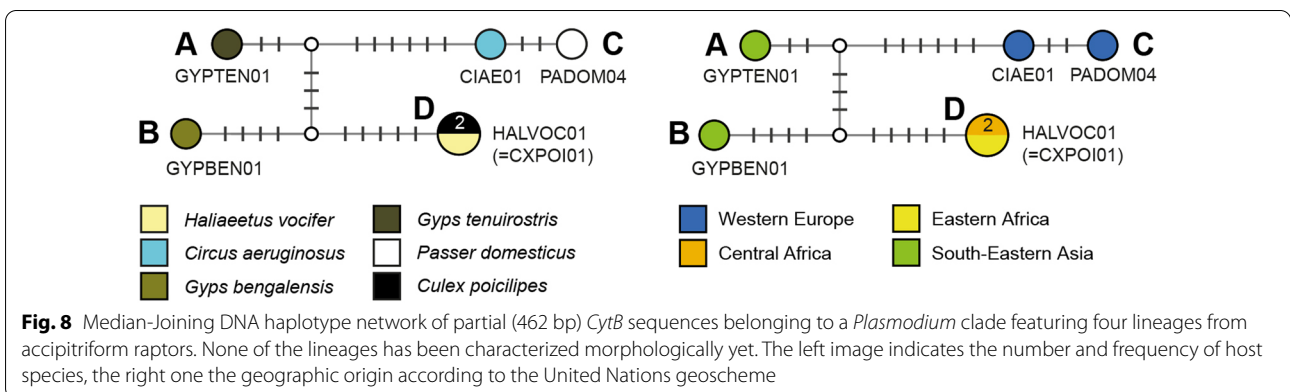 A C A C
GYPTEN01 CIAE01 PADOM04 GYPTEN01 CIAE01 PADOM04
D D
B 2 HALVOC01 B 2 HALVOC01
(=CXPOI01) (=CXPOI01)
GYPBEN01 GYPBEN01
Haliaeetus vocifer Gyps tenuirostris Western Europe Eastern Africa
Circus aeruginosus Passer domesticus Central Africa South-Eastern Asia
Gyps bengalensis Culex poicilipes
Fig. 8 Median-Joining DNA haplotype network of partial (462 bp) CytB sequences belonging to a Plasmodium clade featuring four lineages from
accipitriform raptors. None of the lineages has been characterized morphologically yet. The left image indicates the number and frequency of host
species, the right one the geographic origin according to the United Nations geoscheme